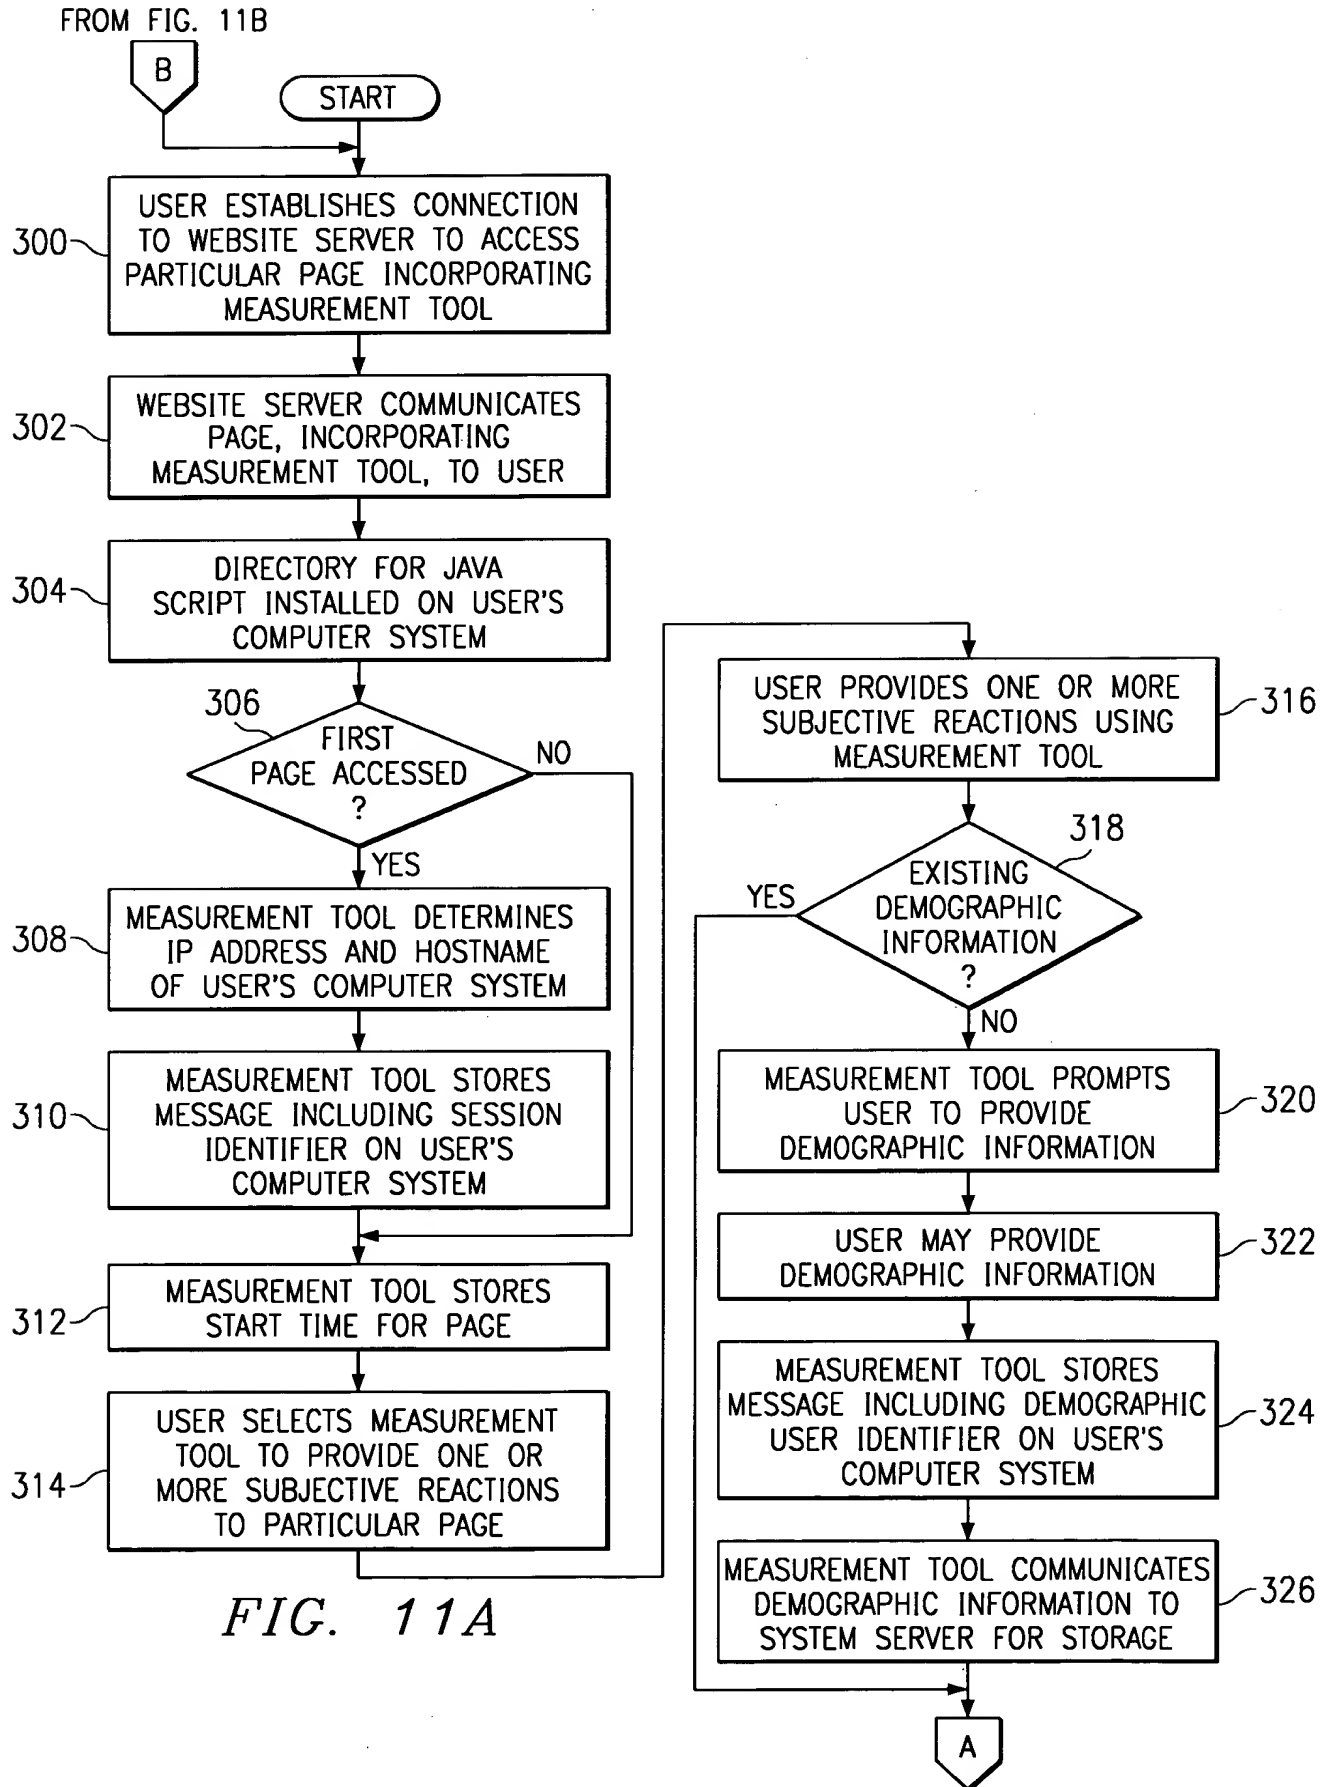 FROM FIG. 11B
B
START
300
USER ESTABLISHES CONNECTION
TO WEBSITE SERVER TO ACCESS
PARTICULAR PAGE INCORPORATING
MEASUREMENT TOOL
302
WEBSITE SERVER COMMUNICATES
PAGE, INCORPORATING
MEASUREMENT TOOL, TO USER
304
DIRECTORY FOR JAVA
SCRIPT INSTALLED ON USER'S
COMPUTER SYSTEM
306
FIRST
PAGE ACCESSED
?
NO
YES
308
MEASUREMENT TOOL DETERMINES
IP ADDRESS AND HOSTNAME
OF USER'S COMPUTER SYSTEM
310
MEASUREMENT TOOL STORES
MESSAGE INCLUDING SESSION
IDENTIFIER ON USER'S
COMPUTER SYSTEM
312
MEASUREMENT TOOL STORES
START TIME FOR PAGE
314
USER SELECTS MEASUREMENT
TOOL TO PROVIDE ONE OR
MORE SUBJECTIVE REACTIONS
TO PARTICULAR PAGE
FIG. 11A
USER PROVIDES ONE OR MORE
SUBJECTIVE REACTIONS USING
MEASUREMENT TOOL
316
318
EXISTING
DEMOGRAPHIC
INFORMATION
?
YES
NO
MEASUREMENT TOOL PROMPTS
USER TO PROVIDE
DEMOGRAPHIC INFORMATION
320
USER MAY PROVIDE
DEMOGRAPHIC INFORMATION
322
MEASUREMENT TOOL STORES
MESSAGE INCLUDING DEMOGRAPHIC
USER IDENTIFIER ON USER'S
COMPUTER SYSTEM
324
MEASUREMENT TOOL COMMUNICATES
DEMOGRAPHIC INFORMATION TO
SYSTEM SERVER FOR STORAGE
326
A